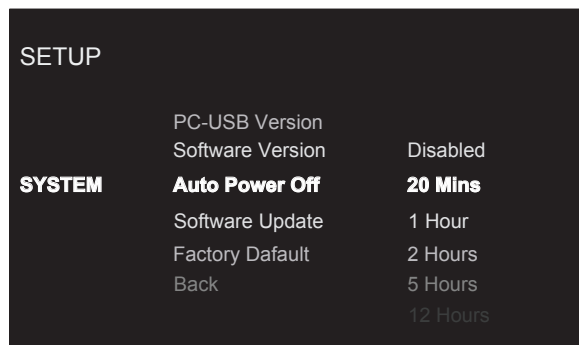 SETUP
PC-USB Version
Software Version Disabled
SYSTEM Auto Power Off 20 Mins
Software Update 1 Hour
Factory Dafault 2 Hours
Back 5 Hours
12 Hours